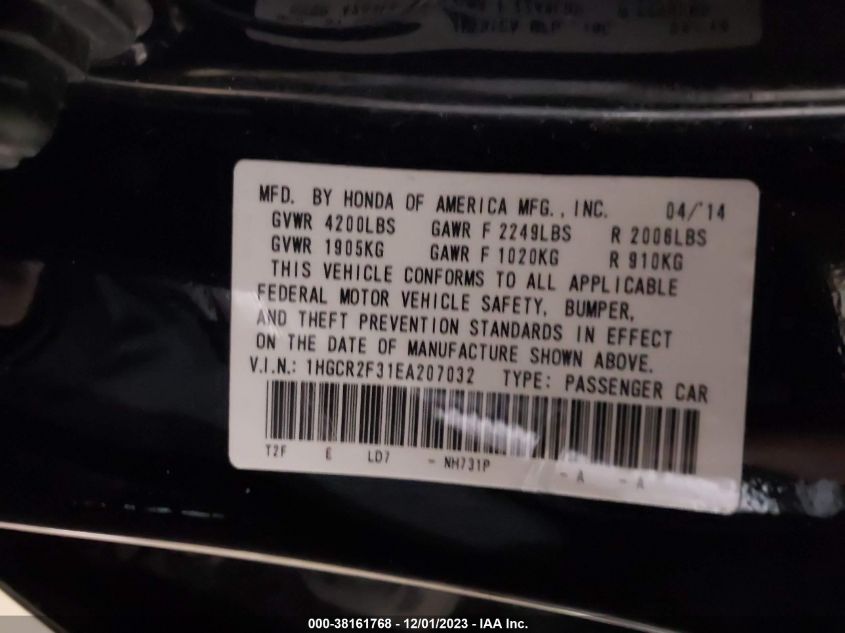 MFD. BY HONDA OF AMERICA MFG., INC. 04/'14
GVWR 4200LBS GAWR F 2249LBS R 2006LBS
GVWR 1905KG GAWR F 1020KG R 910KG
THIS VEHICLE CONFORMS TO ALL APPLICABLE
FEDERAL MOTOR VEHICLE SAFETY, BUMPER,
AND THEFT PREVENTION STANDARDS IN EFFECT
ON THE DATE OF MANUFACTURE SHOWN ABOVE.
V.I.N.: 1HGCR2F31EA207032 TYPE: PASSENGER CAR
T2F E LD7 - NH731P - A - A
000-38161768 - 12/01/2023 - IAA Inc.